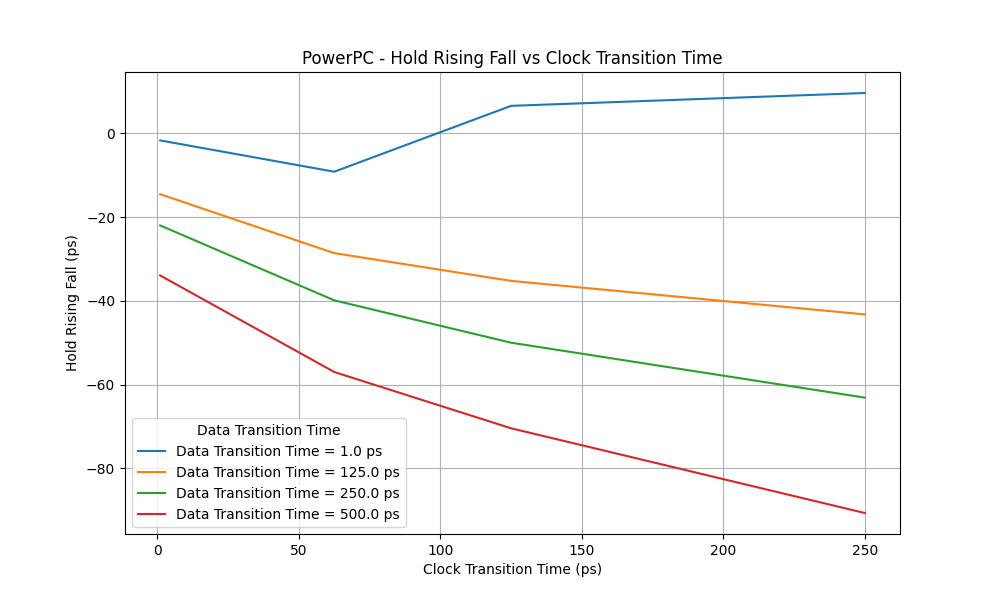 PowerPC - Hold Rising Fall vs Clock Transition Time
Hold Rising Fall (ps)
0
−20
−40
−60
−80
Data Transition Time
Data Transition Time = 1.0 ps
Data Transition Time = 125.0 ps
Data Transition Time = 250.0 ps
Data Transition Time = 500.0 ps
0 50 100 150 200 250
Clock Transition Time (ps)